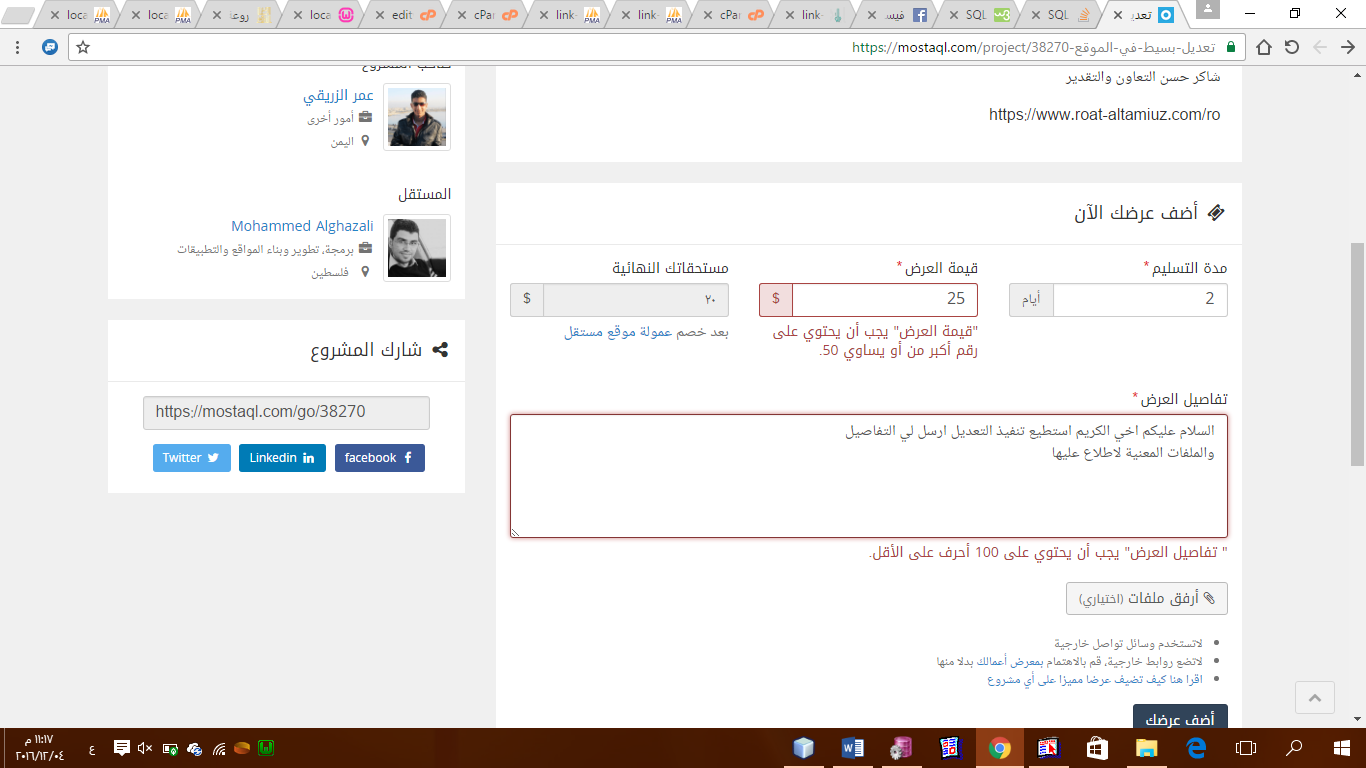 تعدي
SQL
SQL
فيس
link-
cPar
link-
link-
cPar
edit
loca
روعا
loca
loca
loca
https://mostaql.com/project/38270-تعديل-بسيط-في-الموقع
شاكر حسن التعاون والتقدير
https://www.roat-altamiuz.com/ro
أضف عرضك الآن
مدة التسليم*
2
أيام
قيمة العرض*
25
$
"قيمة العرض" يجب أن يحتوي على
رقم أكبر من أو يساوي 50.
مستحقاتك النهائية
٢٠
$
بعد خصم عمولة موقع مستقل
تفاصيل العرض*
السلام عليكم اخي الكريم استطيع تنفيذ التعديل ارسل لي التفاصيل
والملفات المعنية لاطلاع عليها
" تفاصيل العرض" يجب أن يحتوي على 100 أحرف على الأقل.
أرفق ملفات (اختياري)
لاتستخدم وسائل تواصل خارجية
لاتضع روابط خارجية، قم بالاهتمام بمعرض أعمالك بدلا منها
اقرا هنا كيف تضيف عرضا مميزا على أي مشروع
أضف عرضك
صاحب المشروع
عمر الزريقي
أمور أخرى
اليمن
المستقل
Mohammed Alghazali
برمجة، تطوير وبناء المواقع والتطبيقات
فلسطين
شارك المشروع
https://mostaql.com/go/38270
facebook
Linkedin
Twitter
ع
١١:١٧ م
٢٠١٦/١٢/٠٤